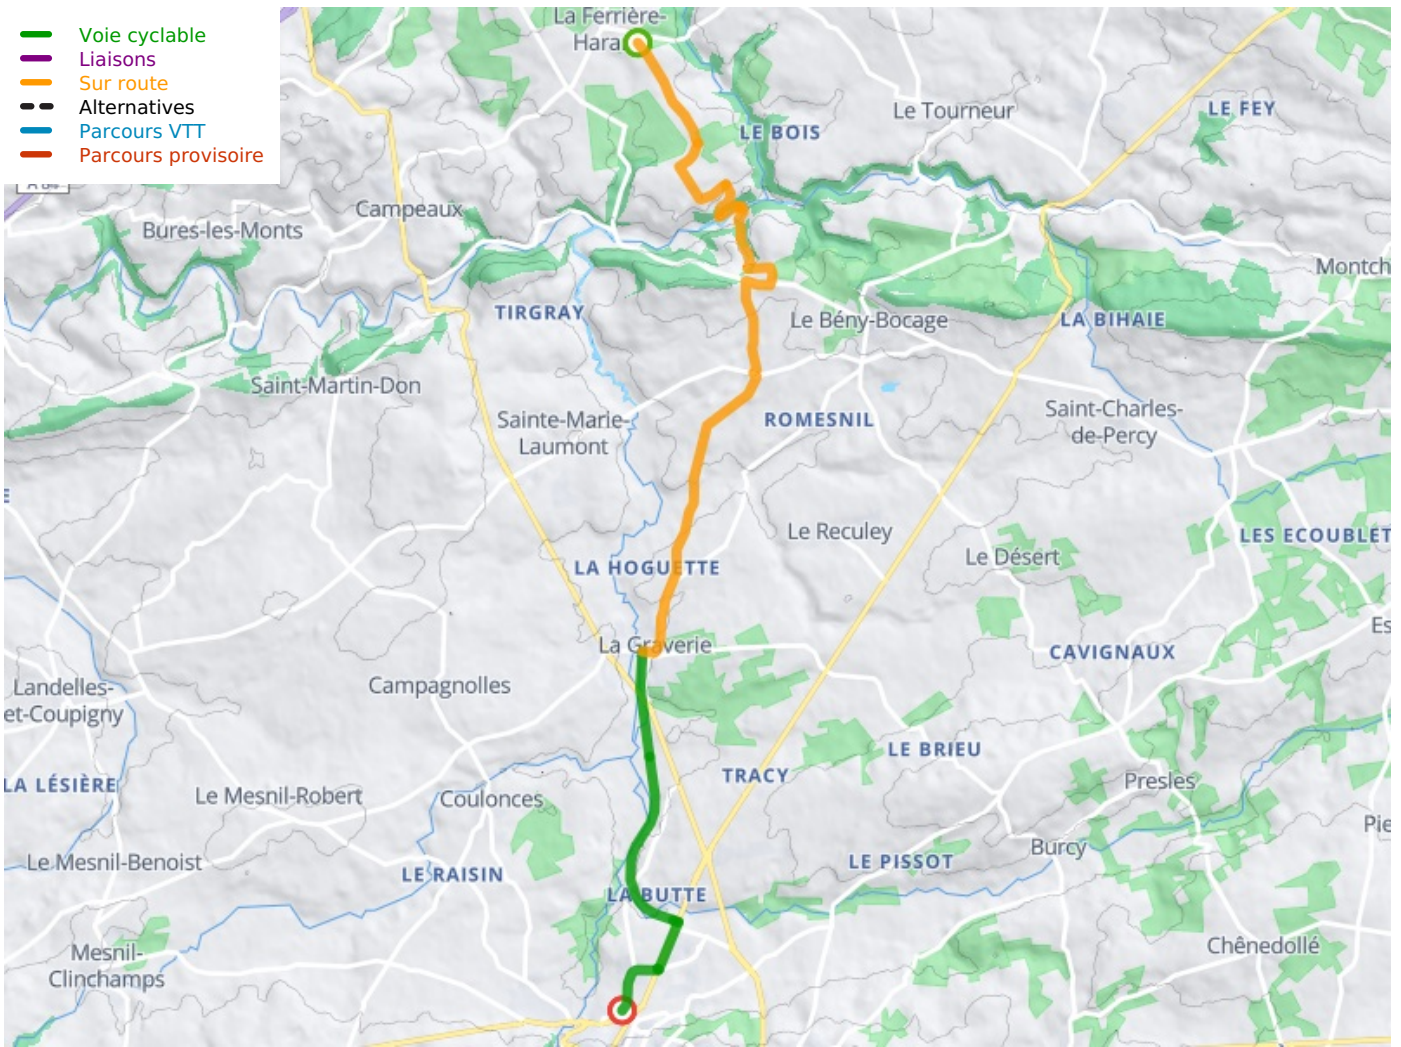 Voie cyclable
Liaisons
Sur route
Alternatives
Parcours VTT
Parcours provisoire
La Ferrière-
Hara
Le Tourneur
LE FEY
LE BOIS
Campeaux
Bures-les-Monts
Montch
TIRGRAY
Le Bény-Bocage
LA BIHAIE
Saint-Martin-Don
Sainte-Marie-
Laumont
ROMESNIL
Saint-Charles-
de-Percy
E
Le Reculey
LES ECOUBLET
Le Désert
LA HOGUETTE
Es
La Graverie
CAVIGNAUX
Landelles-
et-Coupigny
Campagnolles
LE BRIEU
TRACY
Presles
LA LÉSIÈRE
Le Mesnil-Robert
Coulonces
Pie
Burcy
Le Mesnil-Benoist
LE PISSOT
LE RAISIN
LA BUTTE
Mesnil-
Clinchamps
Chênedollé